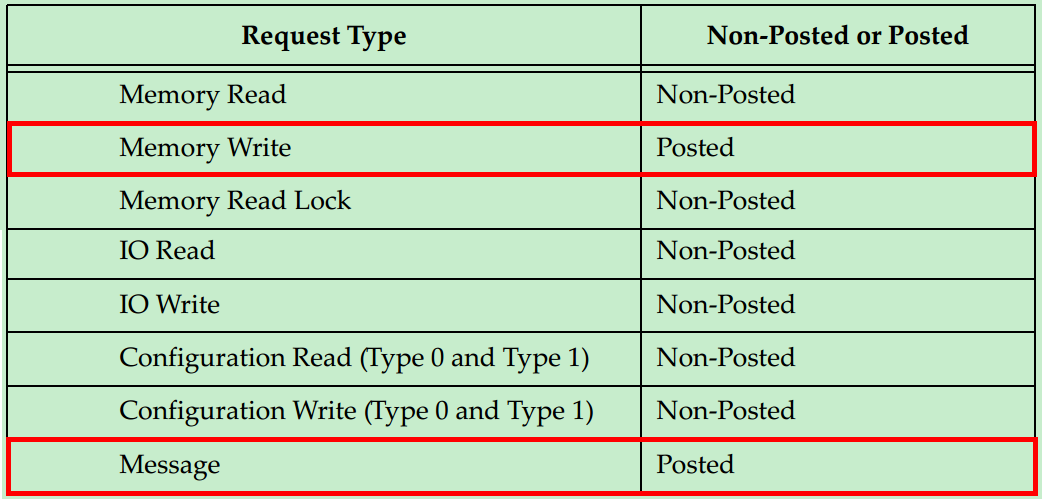 Request Type Non-Posted or Posted
Memory Read Non-Posted
Memory Write Posted
Memory Read Lock Non-Posted
IO Read Non-Posted
IO Write Non-Posted
Configuration Read (Type 0 and Type 1) Non-Posted
Configuration Write (Type 0 and Type 1) Non-Posted
Message Posted